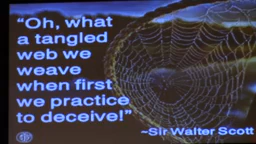 “Oh, what
a tangled
web we
weave
when first
we practice
to deceive!”
~Sir Walter Scott